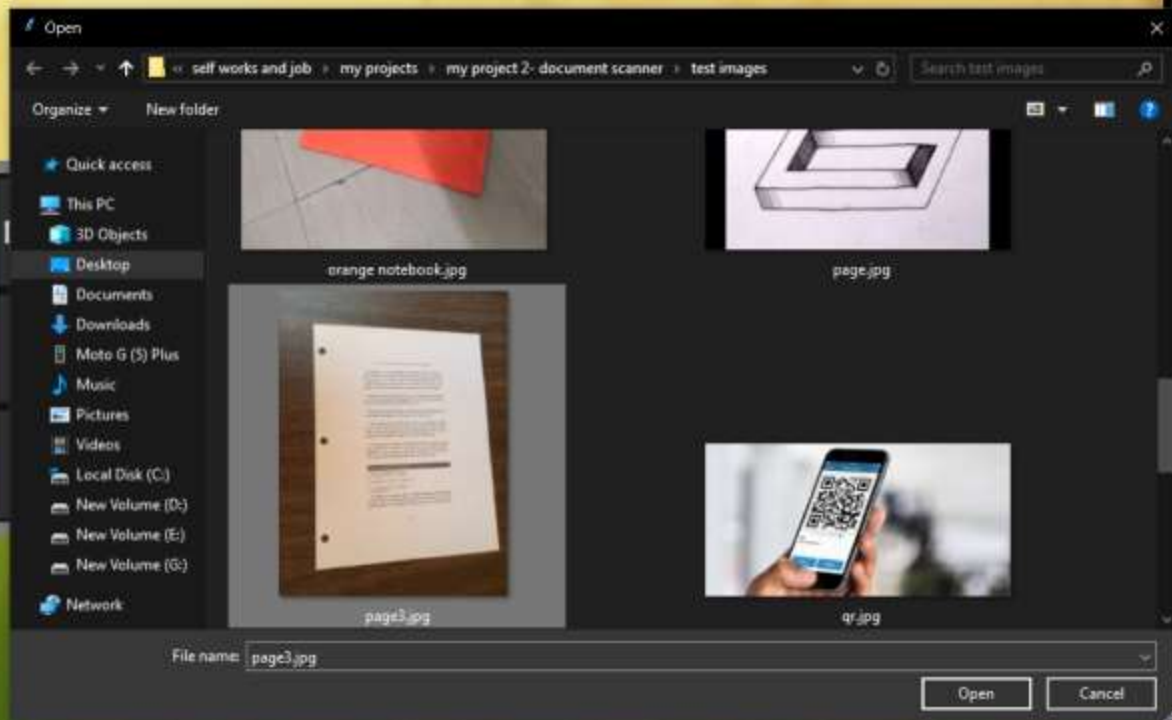 Open
« self works and job › my projects › my project 2- document scanner › test images
Search test images
Organize
New folder
Quick access
This PC
3D Objects
Desktop
Documents
Downloads
Moto G (5) Plus
Music
Pictures
Videos
Local Disk (C:)
New Volume (D:)
New Volume (E:)
New Volume (G:)
Network
orange notebook.jpg
page.jpg
page3.jpg
qr.jpg
File name:
page3.jpg
Open
Cancel